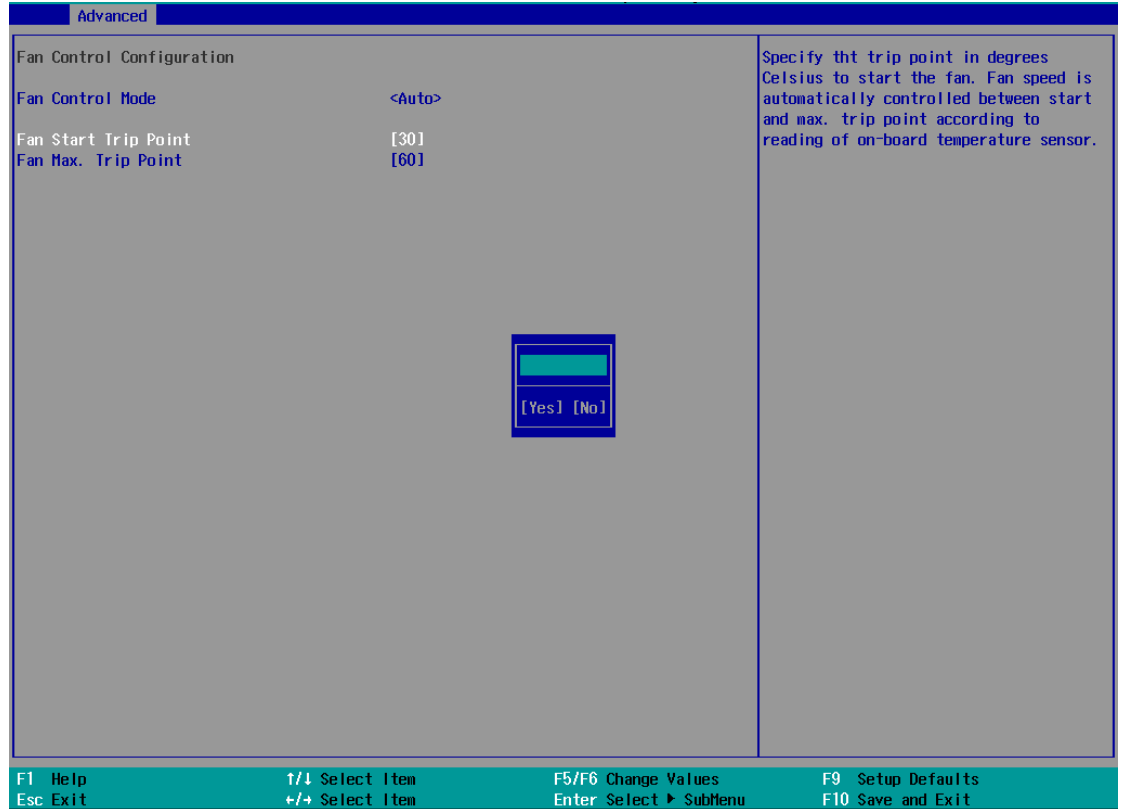 Advanced
Fan Control Configuration
Fan Control Mode <Auto>
Fan Start Trip Point [30]
Fan Max. Trip Point [60]
Specify tht trip point in degrees
Celsius to start the fan. Fan speed is
automatically controlled between start
and max. trip point according to
reading of on-board temperature sensor.
[Yes] [No]
F1 Help ↑/↓ Select Item F5/F6 Change Values F9 Setup Defaults
Esc Exit ←/→ Select Item Enter Select ▶ SubMenu F10 Save and Exit